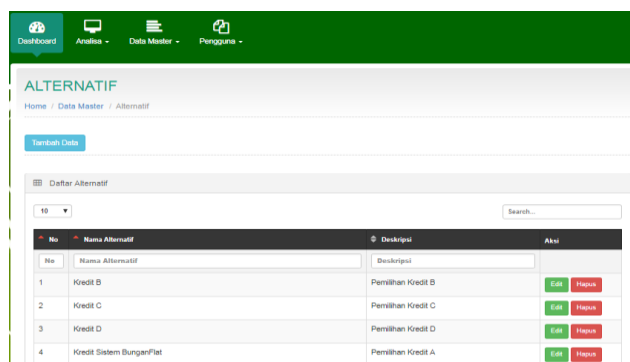 Dashboard Analisa Data Master Pengguna
ALTERNATIF
Home / Data Master / Alternatif
Tambah Data
Daftar Alternatif
10 Search...
No Nama Alternatif Deskripsi Aksi
No Nama Alternatif Deskripsi
1 Kredit B Pemilihan Kredit B Edit Hapus
2 Kredit C Pemilihan Kredit C Edit Hapus
3 Kredit D Pemilihan Kredit D Edit Hapus
4 Kredit Sistem BunganFlat Pemilihan Kredit A Edit Hapus